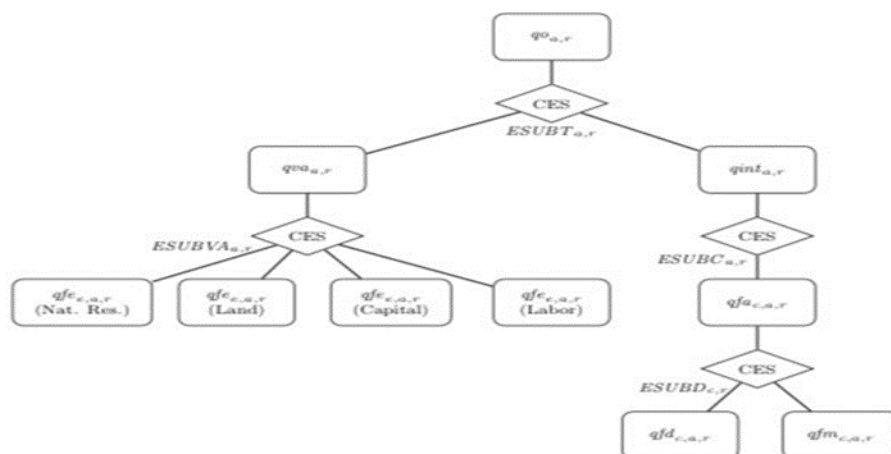 qo_{a,r}
CES
ESUBT_{a,r}
qva_{a,r}
qint_{a,r}
CES
ESUBVA_{a,r}
CES
ESUBC_{a,r}
qfe_{e,a,r}
(Nat. Res.)
qfe_{e,a,r}
(Land)
qfe_{e,a,r}
(Capital)
qfe_{e,a,r}
(Labor)
qfa_{c,a,r}
CES
ESUBD_{c,r}
qfd_{c,a,r}
qfm_{c,a,r}